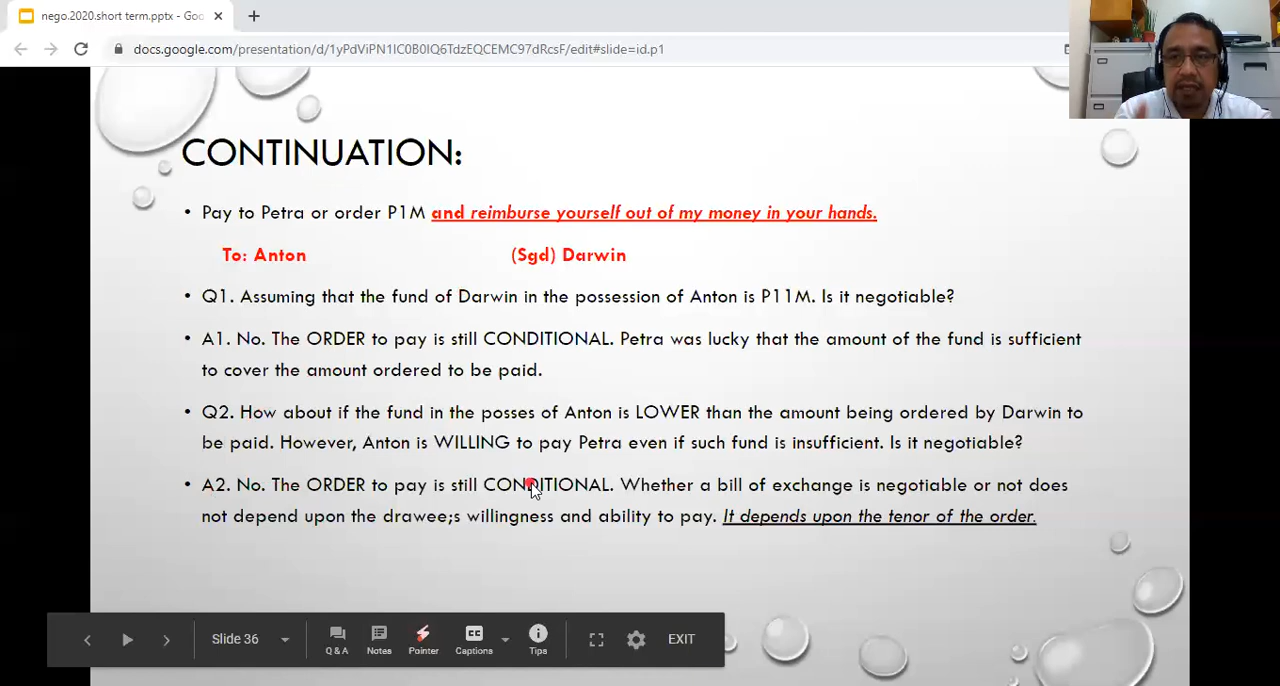 nego.2020.short term.pptx - Goo
docs.google.com/presentation/d/1yPdViPN1IC0B0IQ6TdzEQCEMC97dRcsF/edit#slide=id.p1
CONTINUATION:
• Pay to Petra or order P1M and reimburse yourself out of my money in your hands.
To: Anton (Sgd) Darwin
• Q1. Assuming that the fund of Darwin in the possession of Anton is P11M. Is it negotiable?
• A1. No. The ORDER to pay is still CONDITIONAL. Petra was lucky that the amount of the fund is sufficient
to cover the amount ordered to be paid.
• Q2. How about if the fund in the posses of Anton is LOWER than the amount being ordered by Darwin to
be paid. However, Anton is WILLING to pay Petra even if such fund is insufficient. Is it negotiable?
• A2. No. The ORDER to pay is still CONDITIONAL. Whether a bill of exchange is negotiable or not does
not depend upon the drawee;s willingness and ability to pay. It depends upon the tenor of the order.
Slide 36
Q & A
Notes
Pointer
Captions
Tips
EXIT